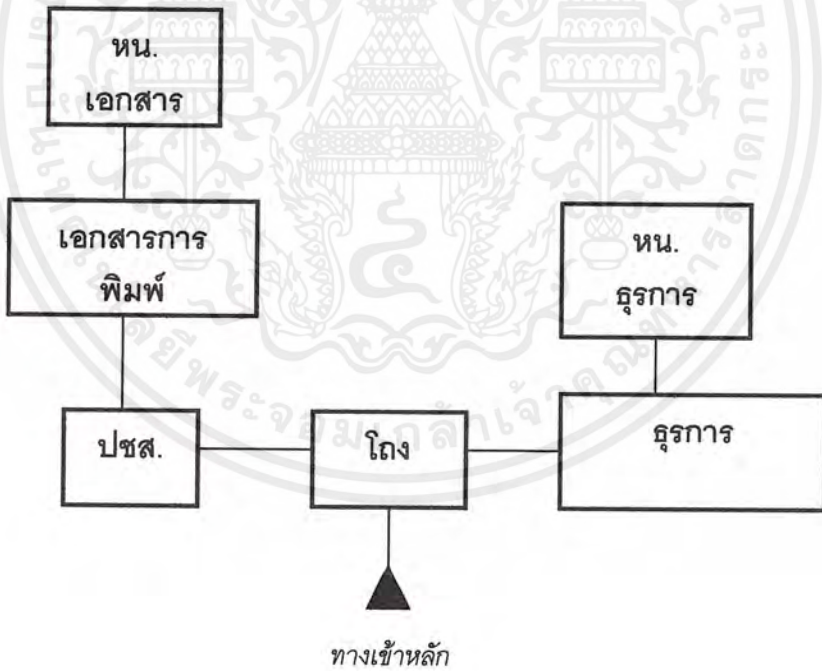 หน.
เอกสาร
เอกสารการ
พิมพ์
หน.
ธุรการ
ปชส.
โถง
ธุรการ
ทางเข้าหลัก